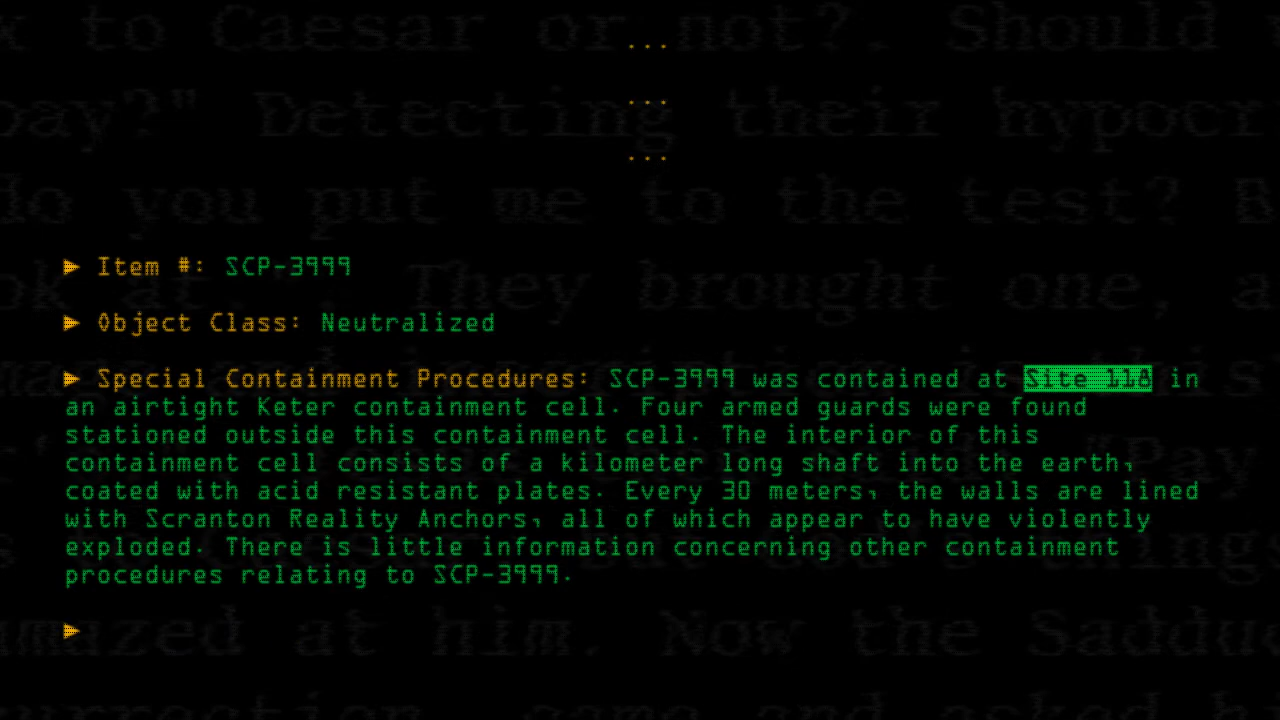 x to Caesar or not?. Should
...
pay?" Detecting their hypocr
...
...
do you put me to the test? B
► Item #: SCP-3999
ok at. They brought one, a
► Object Class: Neutralized
► Special Containment Procedures: SCP-3999 was contained at Site 118 in
an airtight Keter containment cell. Four armed guards were found
stationed outside this containment cell. The interior of this
containment cell consists of a kilometer long shaft into the earth,
coated with acid resistant plates. Every 30 meters, the walls are lined
with Scranton Reality Anchors, all of which appear to have violently
exploded. There is little information concerning other containment
procedures relating to SCP-3999.
►
amazed at him. Now the Sadduc